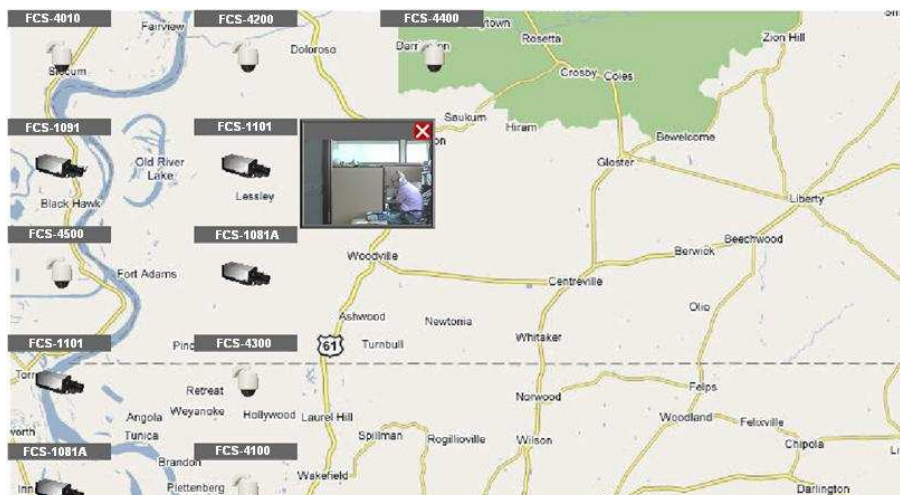 FCS-4010
FCS-4200
FCS-4400
Fairview
Rosetta
Zion Hill
Doloroso
Slocum
Crosby
Coles
Saukum
Hiram
FCS-1091
FCS-1101
Bewelcome
Old River
Lake
Gloster
Black Hawk
Lessley
Liberty
FCS-4500
FCS-1081A
Beechwood
Berwick
Woodville
Fort Adams
Centreville
Olio
Ashwood
Newtonia
FCS-1101
FCS-4300
61
Turnbull
Whitaker
Retreat
Felps
Norwood
Angola
Weyanoke
Hollywood
Laurel Hill
Woodland
Felixville
Tunica
Spillman
Rogillioville
Wilson
Chipola
FCS-1081A
FCS-4100
Brandon
Wakefield
Plettenberg
Darlington